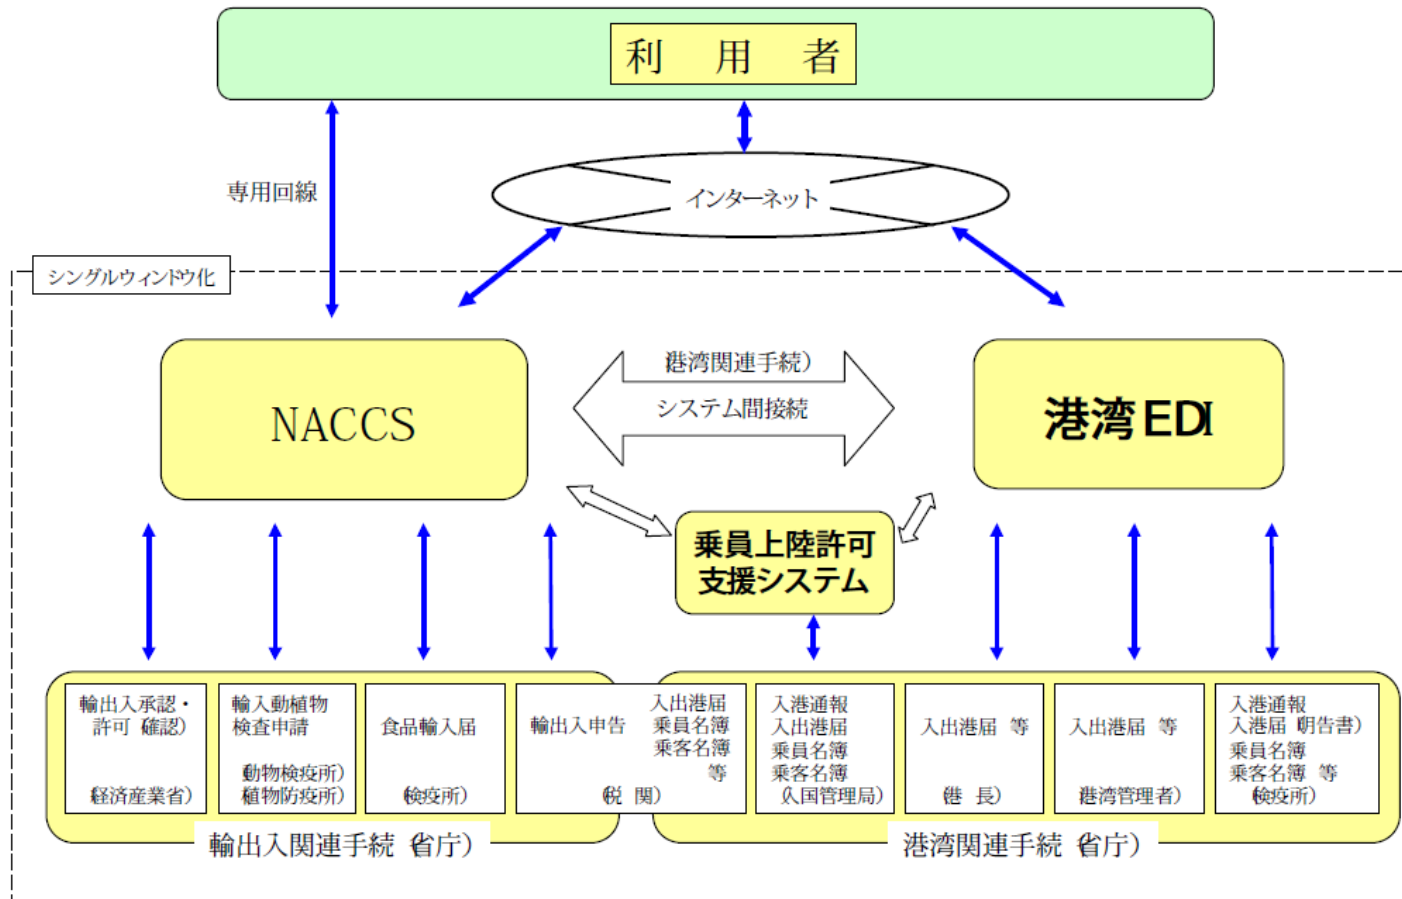 利 用 者
専用回線
インターネット
シングルウィンドウ化
NACCS
(港湾関連手続)
システム間接続
港湾EDI
乗員上陸許可
支援システム
輸出入承認・
許可(確認)
(経済産業省)
輸入動植物
検査申請
(動物検疫所)
(植物防疫所)
食品輸入届
(検疫所)
輸出入申告
入出港届
乗員名簿
乗客名簿
等
(税 関)
入港通報
入出港届
乗員名簿
乗客名簿
(入国管理局)
入出港届 等
(港 長)
入出港届 等
(港湾管理者)
入港通報
入港届(明告書)
乗員名簿
乗客名簿 等
(検疫所)
輸出入関連手続(省庁)
港湾関連手続(省庁)